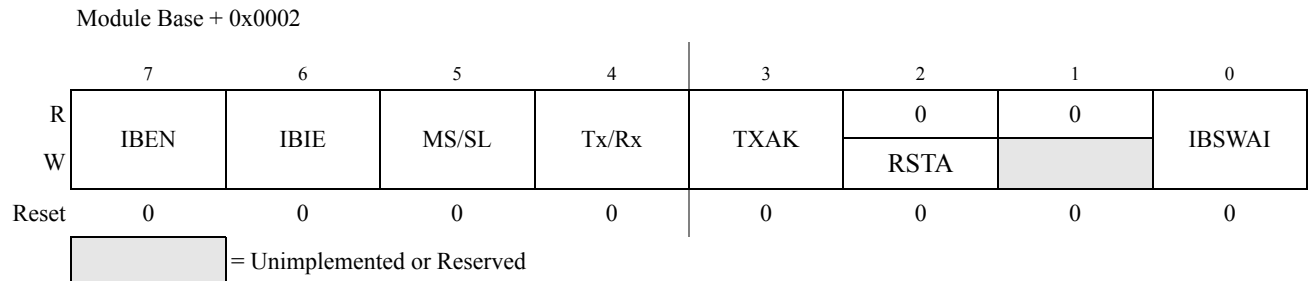 Module Base + 0x0002
7 6 5 4 3 2 1 0
R IBEN IBIE MS/SL Tx/Rx TXAK 0 0 IBSWAI
W RSTA
Reset 0 0 0 0 0 0 0 0
= Unimplemented or Reserved